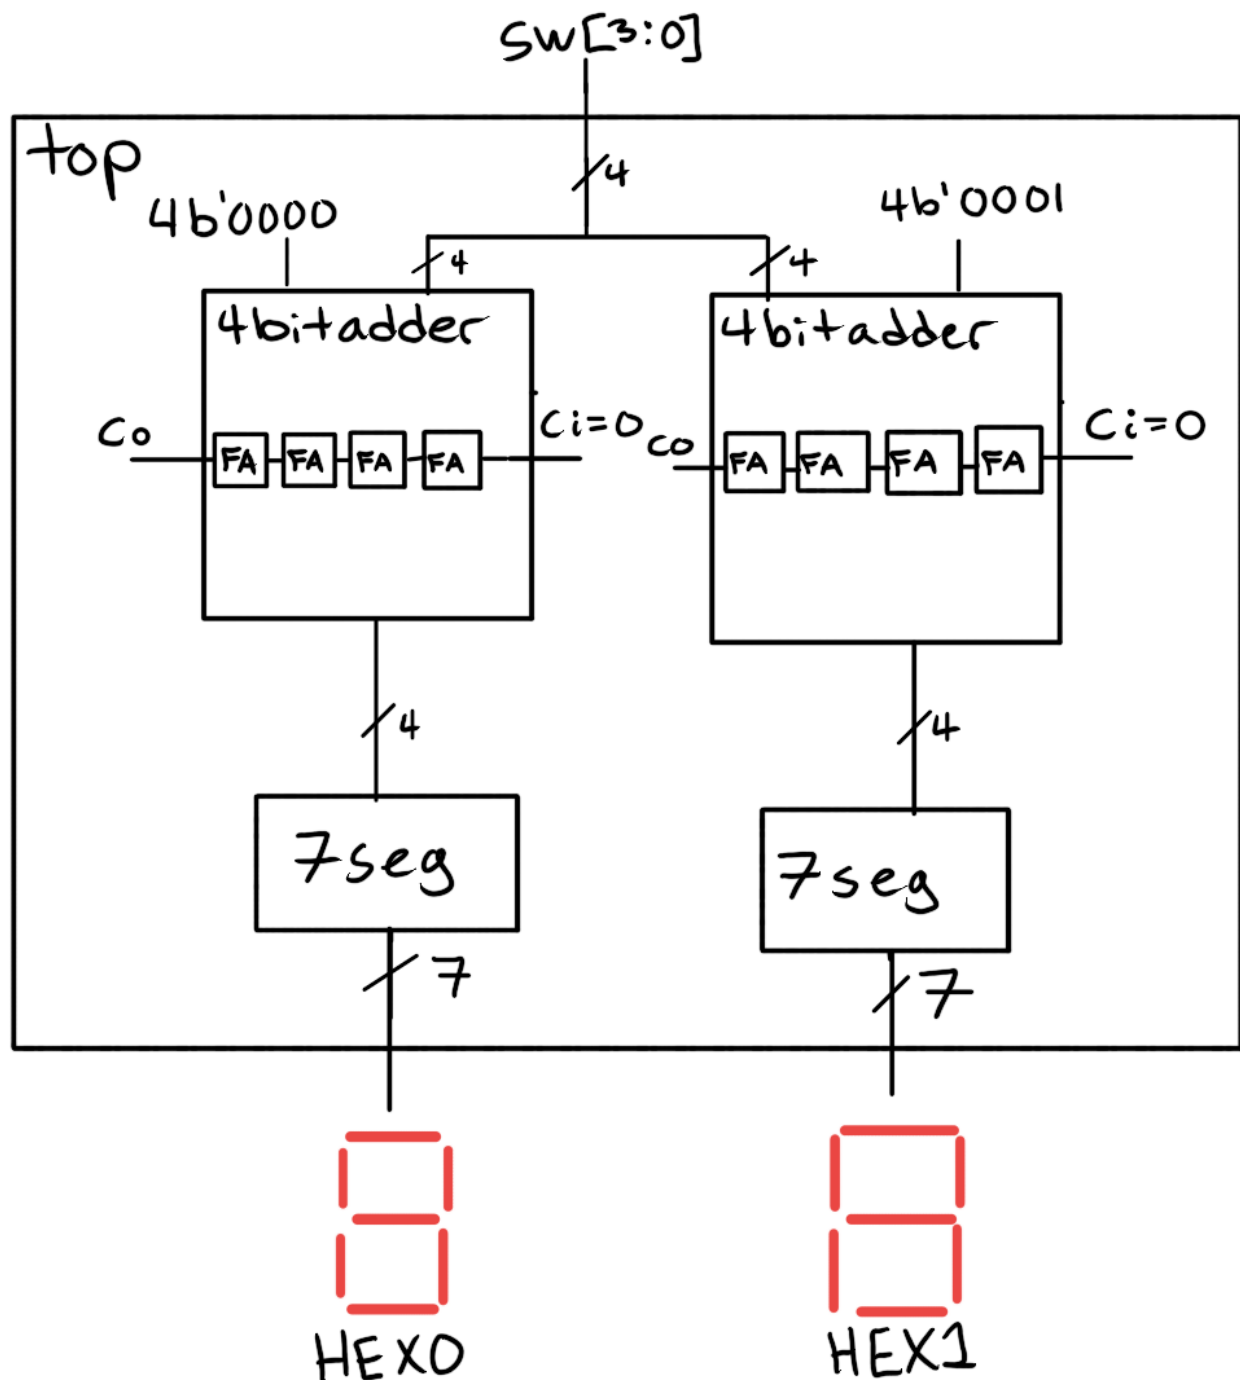 SW[3:0]
top
4
4b'0000
4b'0001
4
4
4bitadder
4bitadder
Co
FA FA FA FA
Ci=0
Co
FA FA FA FA
Ci=0
4
4
7seg
7seg
7
7
HEX0
HEX1